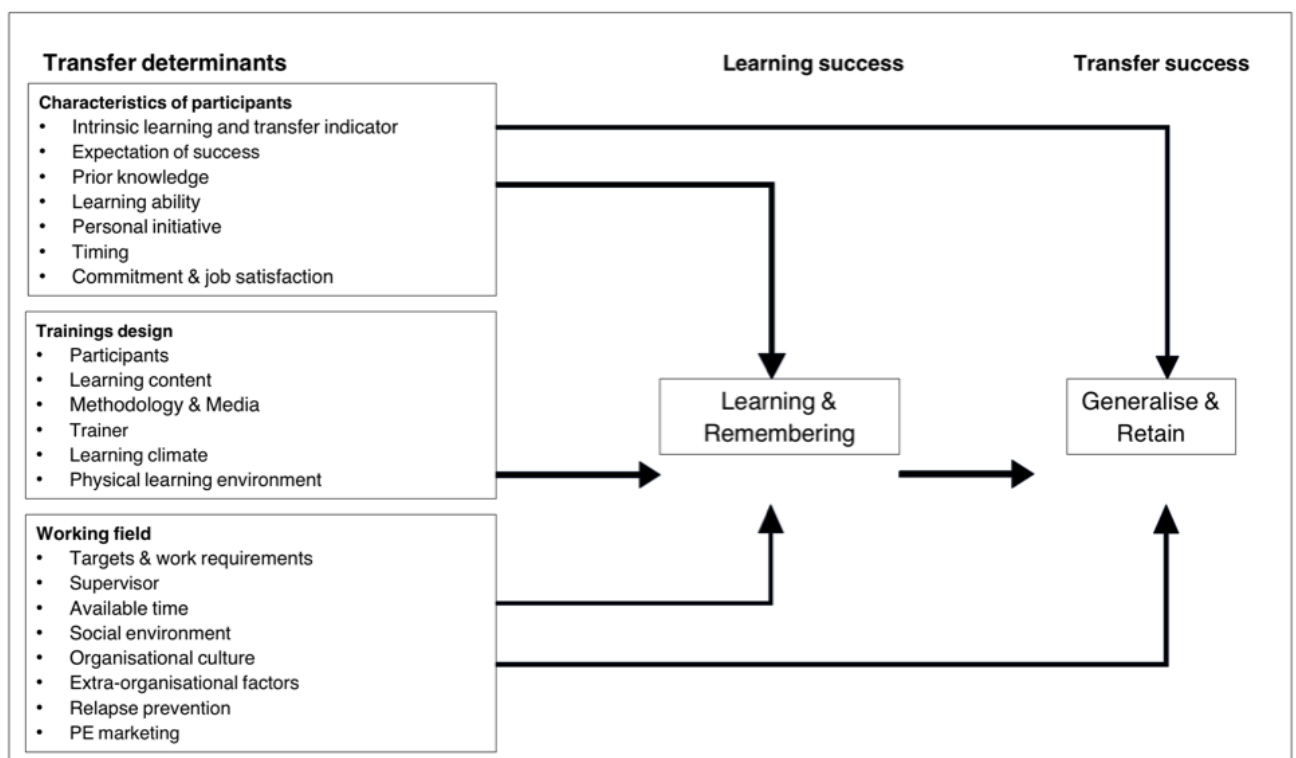 Transfer determinants
Learning success
Transfer success
Characteristics of participants
• Intrinsic learning and transfer indicator
• Expectation of success
• Prior knowledge
• Learning ability
• Personal initiative
• Timing
• Commitment & job satisfaction
Trainings design
• Participants
• Learning content
• Methodology & Media
• Trainer
• Learning climate
• Physical learning environment
Working field
• Targets & work requirements
• Supervisor
• Available time
• Social environment
• Organisational culture
• Extra-organisational factors
• Relapse prevention
• PE marketing
Learning &
Remembering
Generalise &
Retain